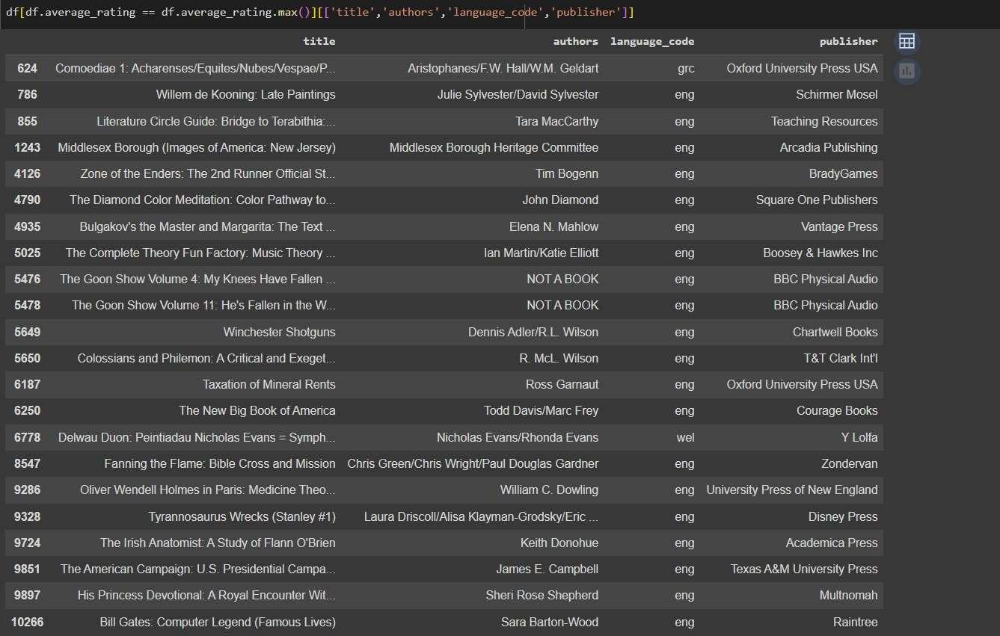 df[df.average_rating == df.average_rating.max()][['title','authors','language_code','publisher']]
title authors language_code publisher
624 Comoediae 1: Acharenses/Equites/Nubes/Vespae/P... Aristophanes/F.W. Hall/W.M. Geldart grc Oxford University Press USA
786 Willem de Kooning: Late Paintings Julie Sylvester/David Sylvester eng Schirmer Mosel
855 Literature Circle Guide: Bridge to Terabithia:... Tara MacCarthy eng Teaching Resources
1243 Middlesex Borough (Images of America: New Jersey) Middlesex Borough Heritage Committee eng Arcadia Publishing
4126 Zone of the Enders: The 2nd Runner Official St... Tim Bogenn eng BradyGames
4790 The Diamond Color Meditation: Color Pathway to... John Diamond eng Square One Publishers
4935 Bulgakov's the Master and Margarita: The Text ... Elena N. Mahlow eng Vantage Press
5025 The Complete Theory Fun Factory: Music Theory ... Ian Martin/Katie Elliott eng Boosey & Hawkes Inc
5476 The Goon Show Volume 4: My Knees Have Fallen ... NOT A BOOK eng BBC Physical Audio
5478 The Goon Show Volume 11: He's Fallen in the W... NOT A BOOK eng BBC Physical Audio
5649 Winchester Shotguns Dennis Adler/R.L. Wilson eng Chartwell Books
5650 Colossians and Philemon: A Critical and Exeget... R. McL. Wilson eng T&T Clark Int'l
6187 Taxation of Mineral Rents Ross Garnaut eng Oxford University Press USA
6250 The New Big Book of America Todd Davis/Marc Frey eng Courage Books
6778 Delwau Duon: Peintiadau Nicholas Evans = Symph... Nicholas Evans/Rhonda Evans wel Y Lolfa
8547 Fanning the Flame: Bible Cross and Mission Chris Green/Chris Wright/Paul Douglas Gardner eng Zondervan
9286 Oliver Wendell Holmes in Paris: Medicine Theo... William C. Dowling eng University Press of New England
9328 Tyrannosaurus Wrecks (Stanley #1) Laura Driscoll/Alisa Klayman-Grodsky/Eric ... eng Disney Press
9724 The Irish Anatomist: A Study of Flann O'Brien Keith Donohue eng Academica Press
9851 The American Campaign: U.S. Presidential Campa... James E. Campbell eng Texas A&M University Press
9897 His Princess Devotional: A Royal Encounter Wit... Sheri Rose Shepherd eng Multnomah
10266 Bill Gates: Computer Legend (Famous Lives) Sara Barton-Wood eng Raintree